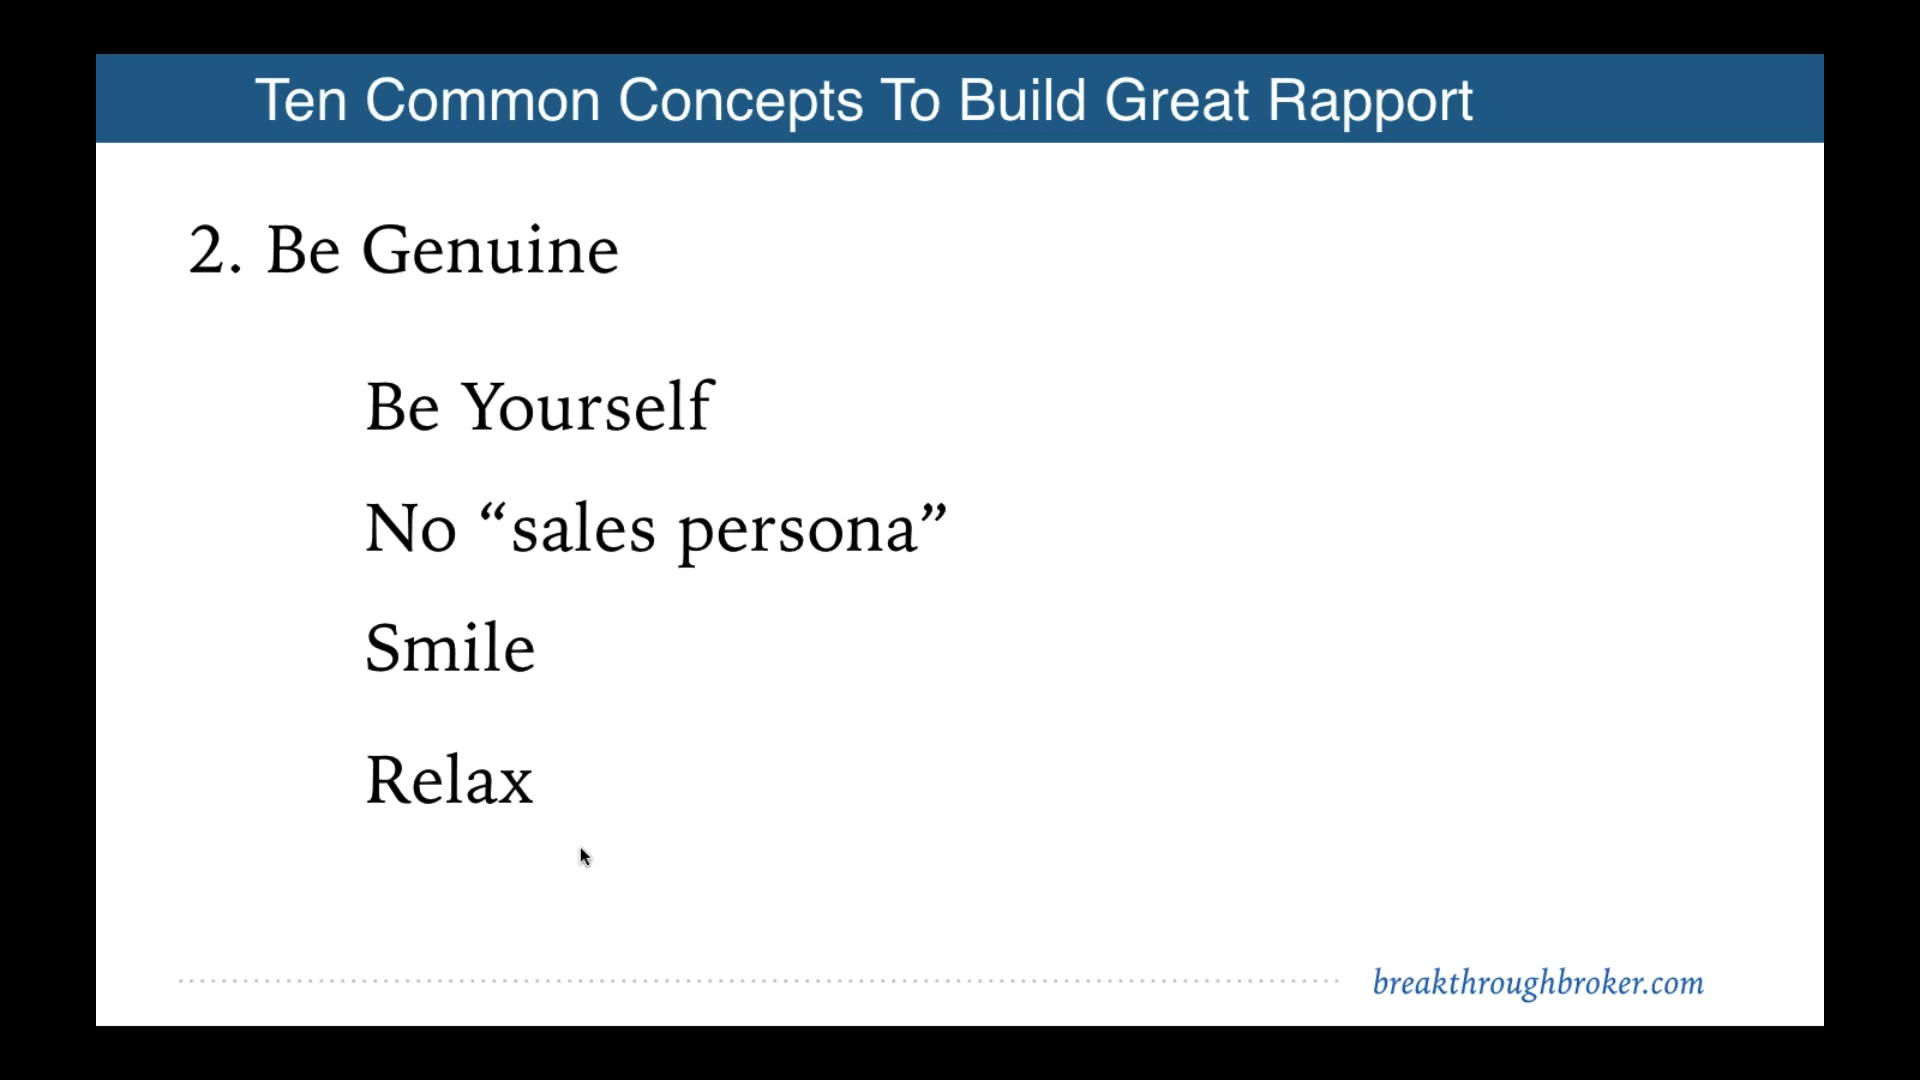 Ten Common Concepts To Build Great Rapport
2. Be Genuine
Be Yourself
No “sales persona”
Smile
Relax
breakthroughbroker.com